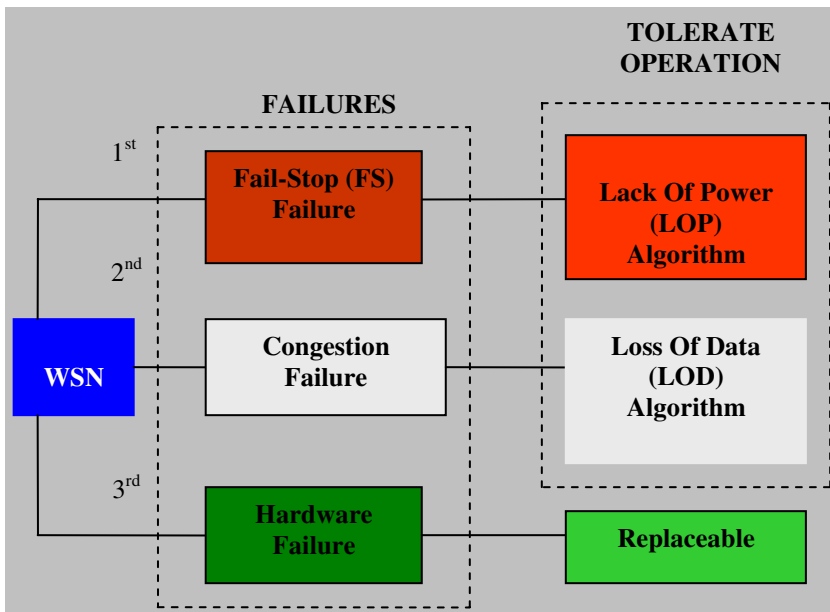 TOLERATE
OPERATION
FAILURES
1st
Fail-Stop (FS)
Failure
Lack Of Power
(LOP)
Algorithm
2nd
WSN
Congestion
Failure
Loss Of Data
(LOD)
Algorithm
3rd
Hardware
Failure
Replaceable